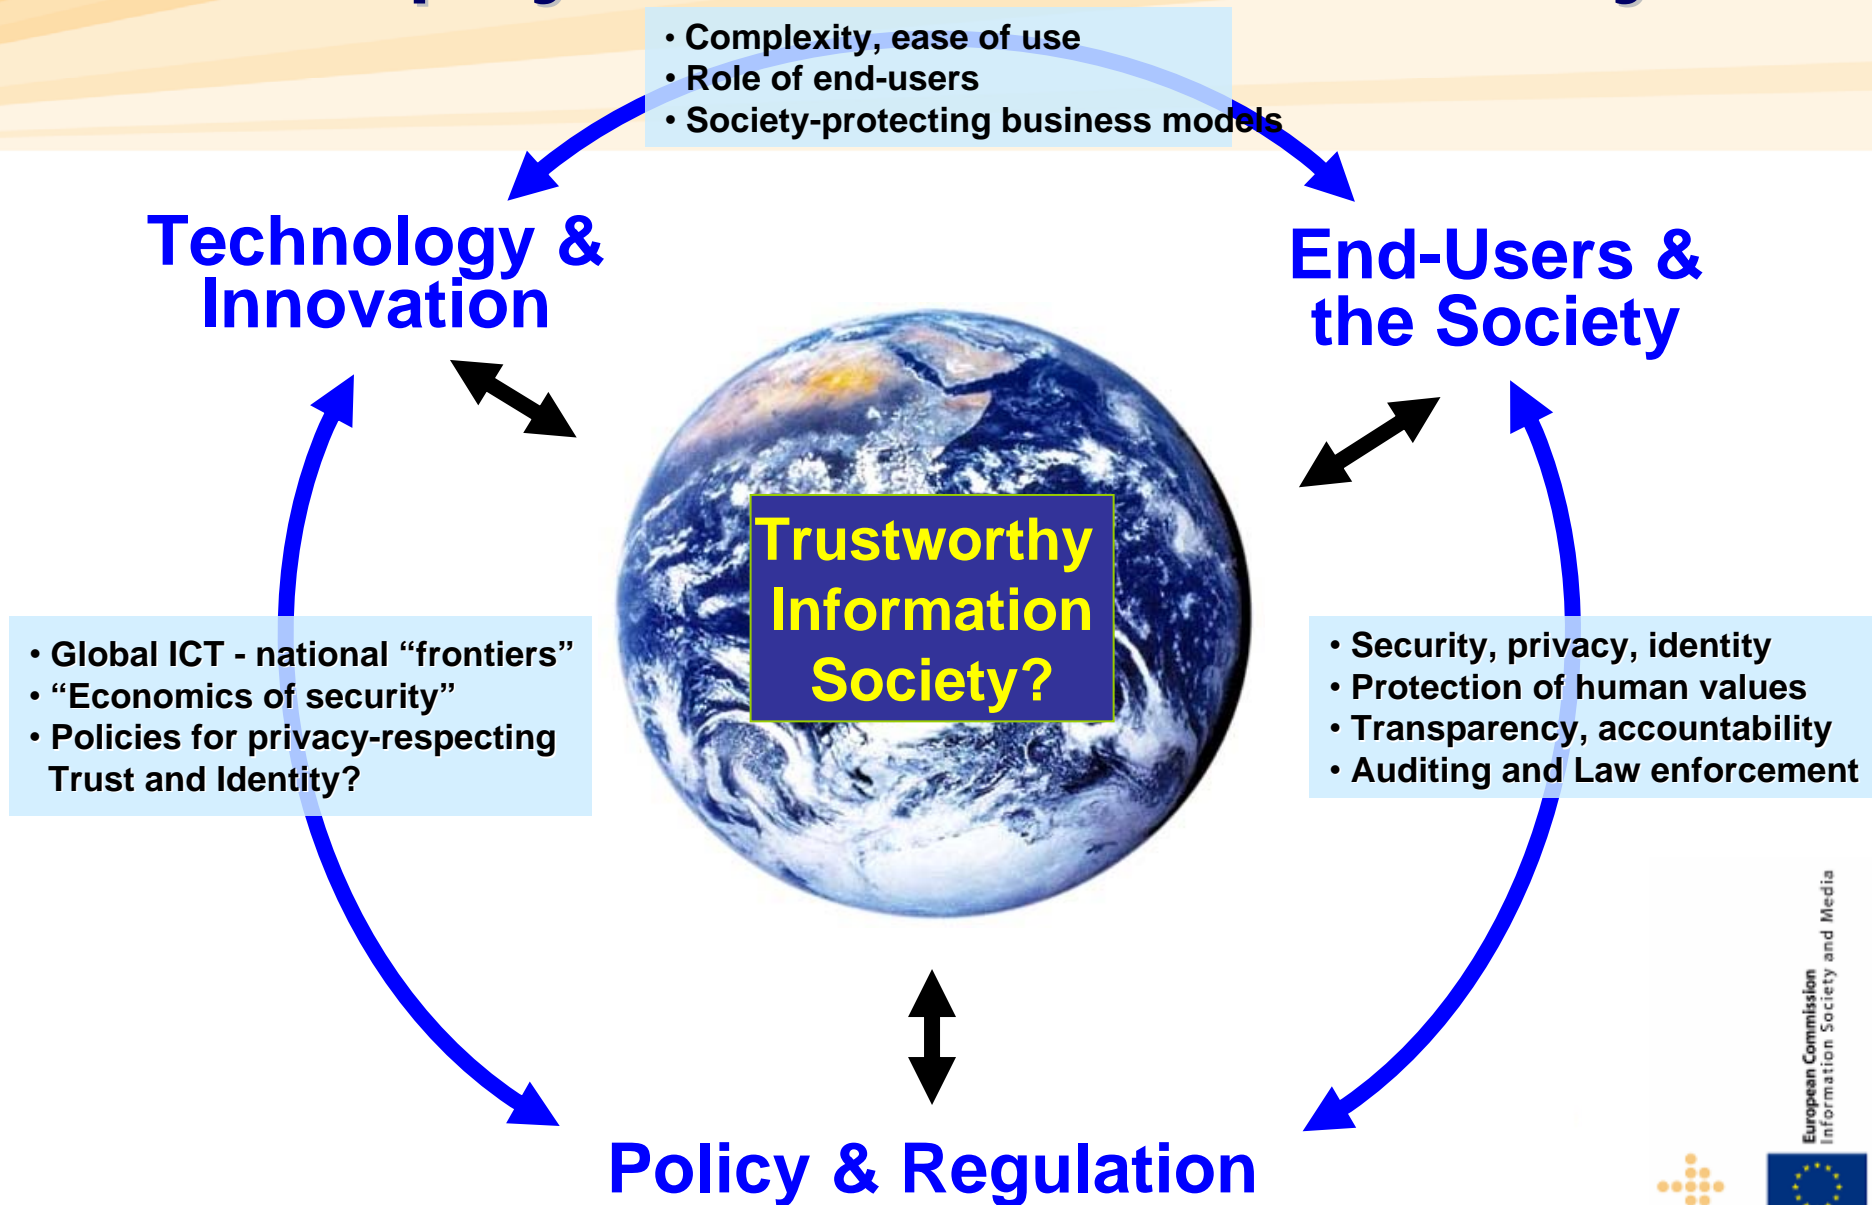 • Complexity, ease of use
• Role of end-users
• Society-protecting business models
Technology &
Innovation
End-Users &
the Society
Trustworthy
Information
Society?
• Global ICT - national “frontiers”
• “Economics of security”
• Policies for privacy-respecting
Trust and Identity?
• Security, privacy, identity
• Protection of human values
• Transparency, accountability
• Auditing and Law enforcement
Policy & Regulation
European Commission
Information Society and Media